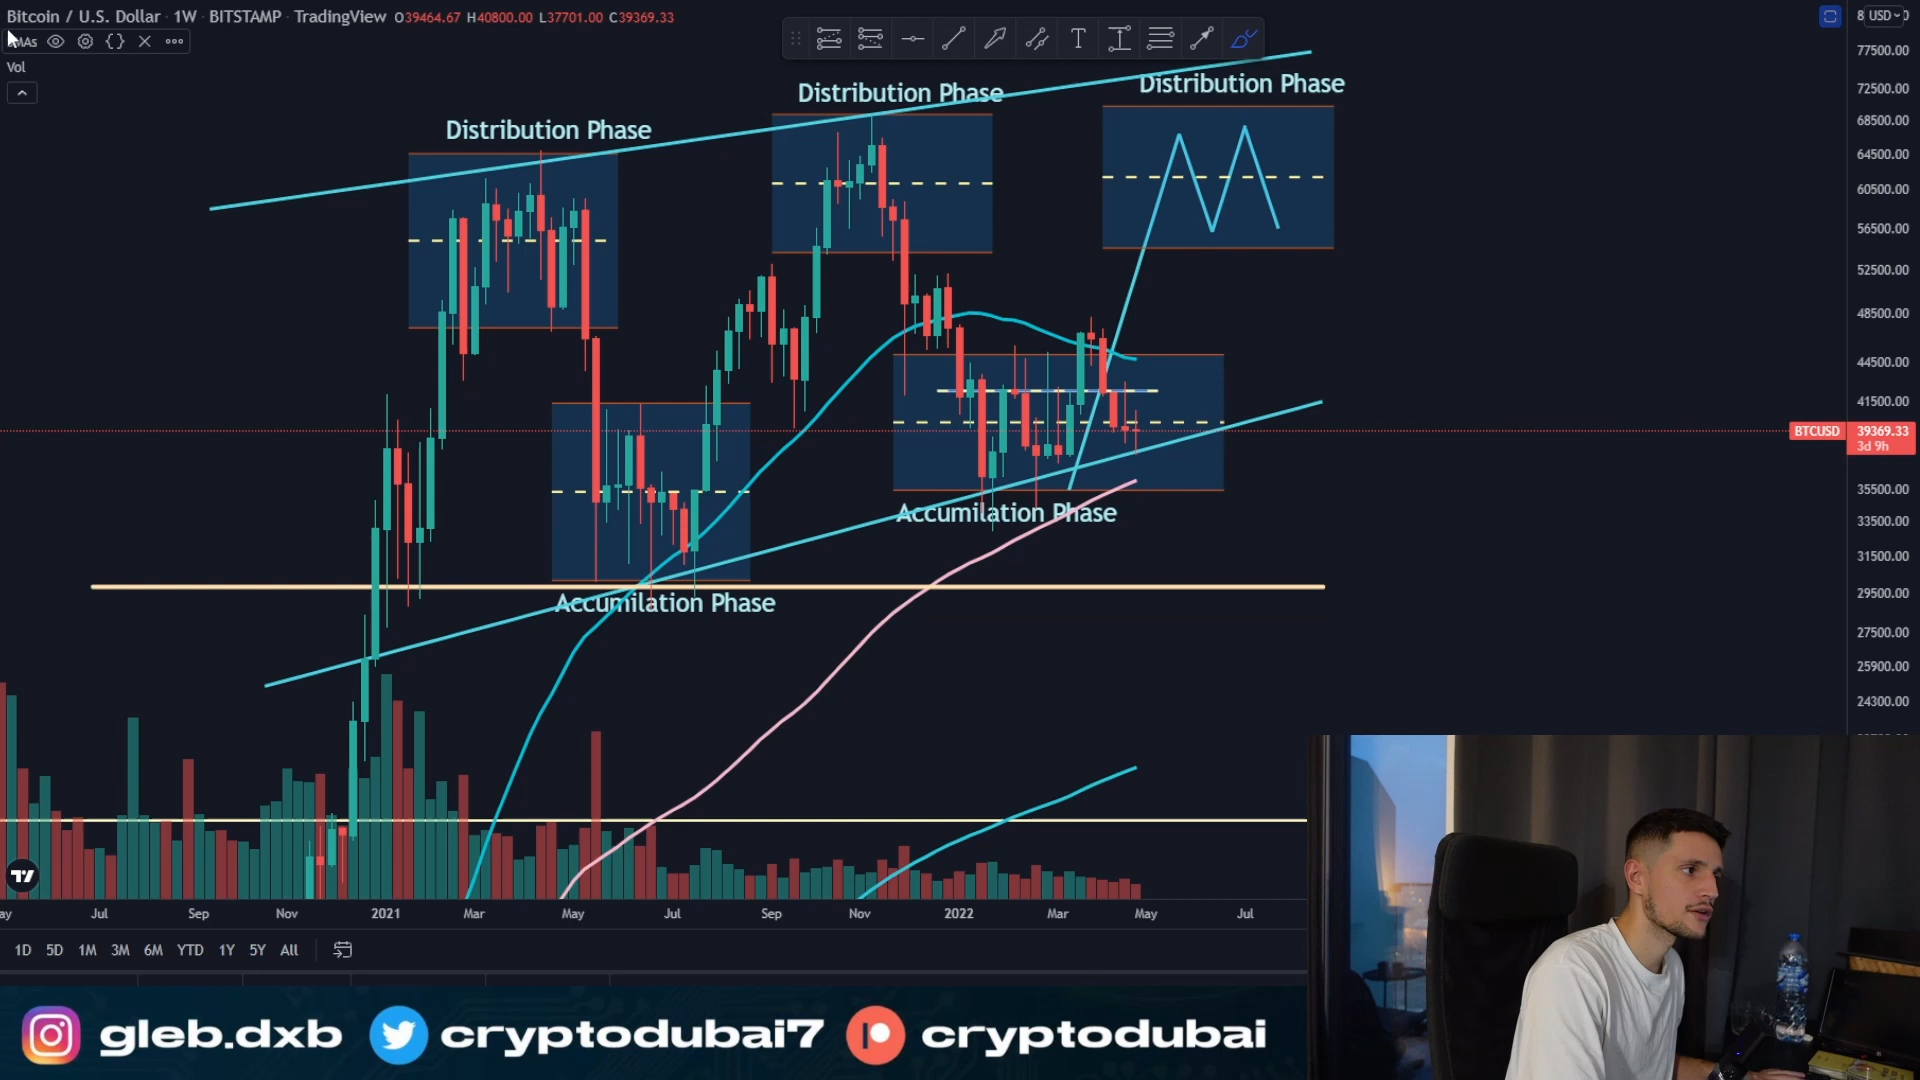 Bitcoin / U.S. Dollar · 1W · BITSTAMP · TradingView O39464.67 H40800.00 L37701.00 C39369.33
USD
MAs
Vol
77500.00
72500.00
68500.00
64500.00
60500.00
56500.00
52500.00
48500.00
44500.00
41500.00
BTCUSD 39369.33
3d 9h
35500.00
33500.00
31500.00
29500.00
27500.00
25900.00
24300.00
Distribution Phase
Distribution Phase
Distribution Phase
Accumilation Phase
Accumilation Phase
Jul Sep Nov 2021 Mar May Jul Sep Nov 2022 Mar May Jul
1D 5D 1M 3M 6M YTD 1Y 5Y All
gleb.dxb cryptodubai7 cryptodubai